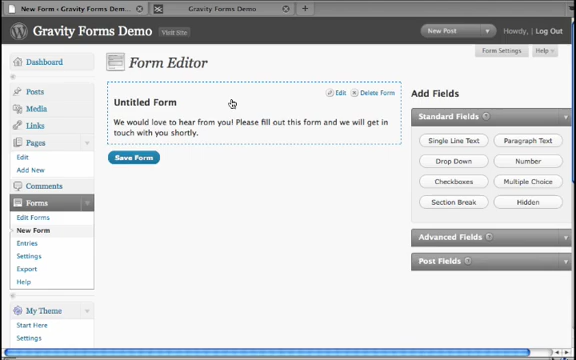 New Form ‹ Gravity Forms Dem...
Gravity Forms Demo
Gravity Forms Demo
Visit Site
New Post
Howdy, | Log Out
Form Settings
Help
Dashboard
Form Editor
Posts
Media
Links
Pages
Edit
Add New
Comments
Forms
Edit Forms
New Form
Entries
Settings
Export
Help
My Theme
Start Here
Settings
Edit
Delete Form
Untitled Form
We would love to hear from you! Please fill out this form and we will get in
touch with you shortly.
Save Form
Add Fields
Standard Fields ?
Single Line Text
Paragraph Text
Drop Down
Number
Checkboxes
Multiple Choice
Section Break
Hidden
Advanced Fields ?
Post Fields ?